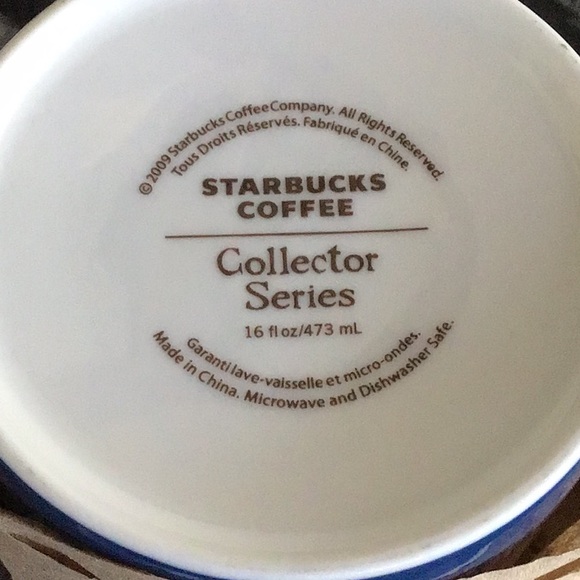 © 2009 Starbucks Coffee Company. All Rights Reserved.
Tous Droits Réservés. Fabriqué en Chine.
STARBUCKS
COFFEE
Collector
Series
16 fl oz/473 mL
Garanti lave-vaisselle et micro-ondes.
Made in China. Microwave and Dishwasher Safe.